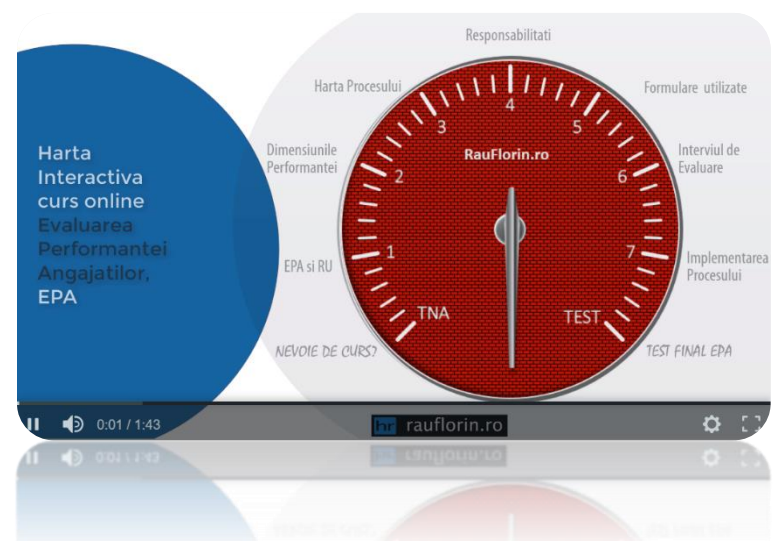 Harta
Interactiva
curs online
Evaluarea
Performantei
Angajatilor,
EPA
Responsabilitati
Harta Procesului
Formulare utilizate
Dimensiunile
Performantei
Interviul de
Evaluare
EPA si RU
Implementarea
Procesului
NEVOIE DE CURS?
TEST FINAL EPA
RauFlorin.ro
TNA
1
2
3
4
5
6
7
TEST
0:01 / 1:43
hr rauflorin.ro